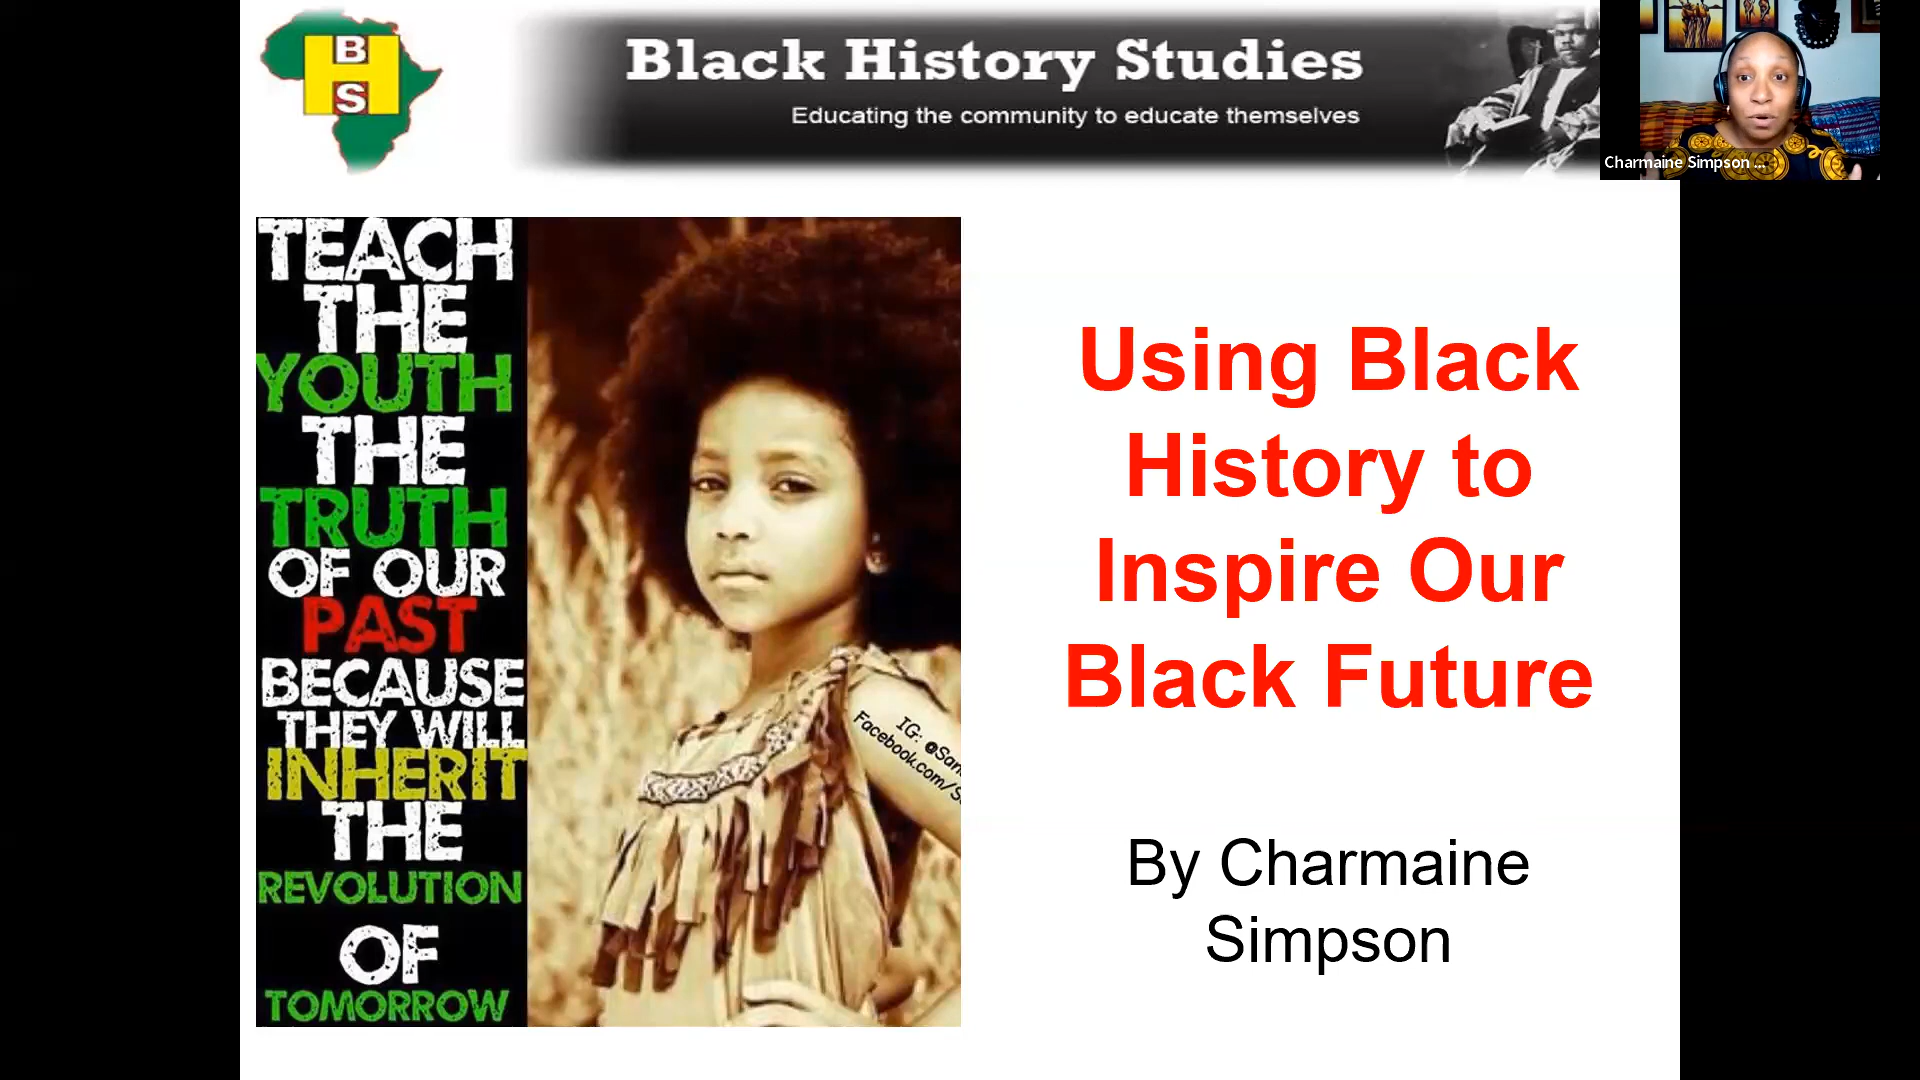 B
H
S
Black History Studies
Educating the community to educate themselves
Charmaine Simpson ...
TEACH
THE
YOUTH
THE
TRUTH
OF OUR
PAST
BECAUSE
THEY WILL
INHERIT
THE
REVOLUTION
OF
TOMORROW
IG: @San
Facebook.com/S
Using Black
History to
Inspire Our
Black Future
By Charmaine
Simpson